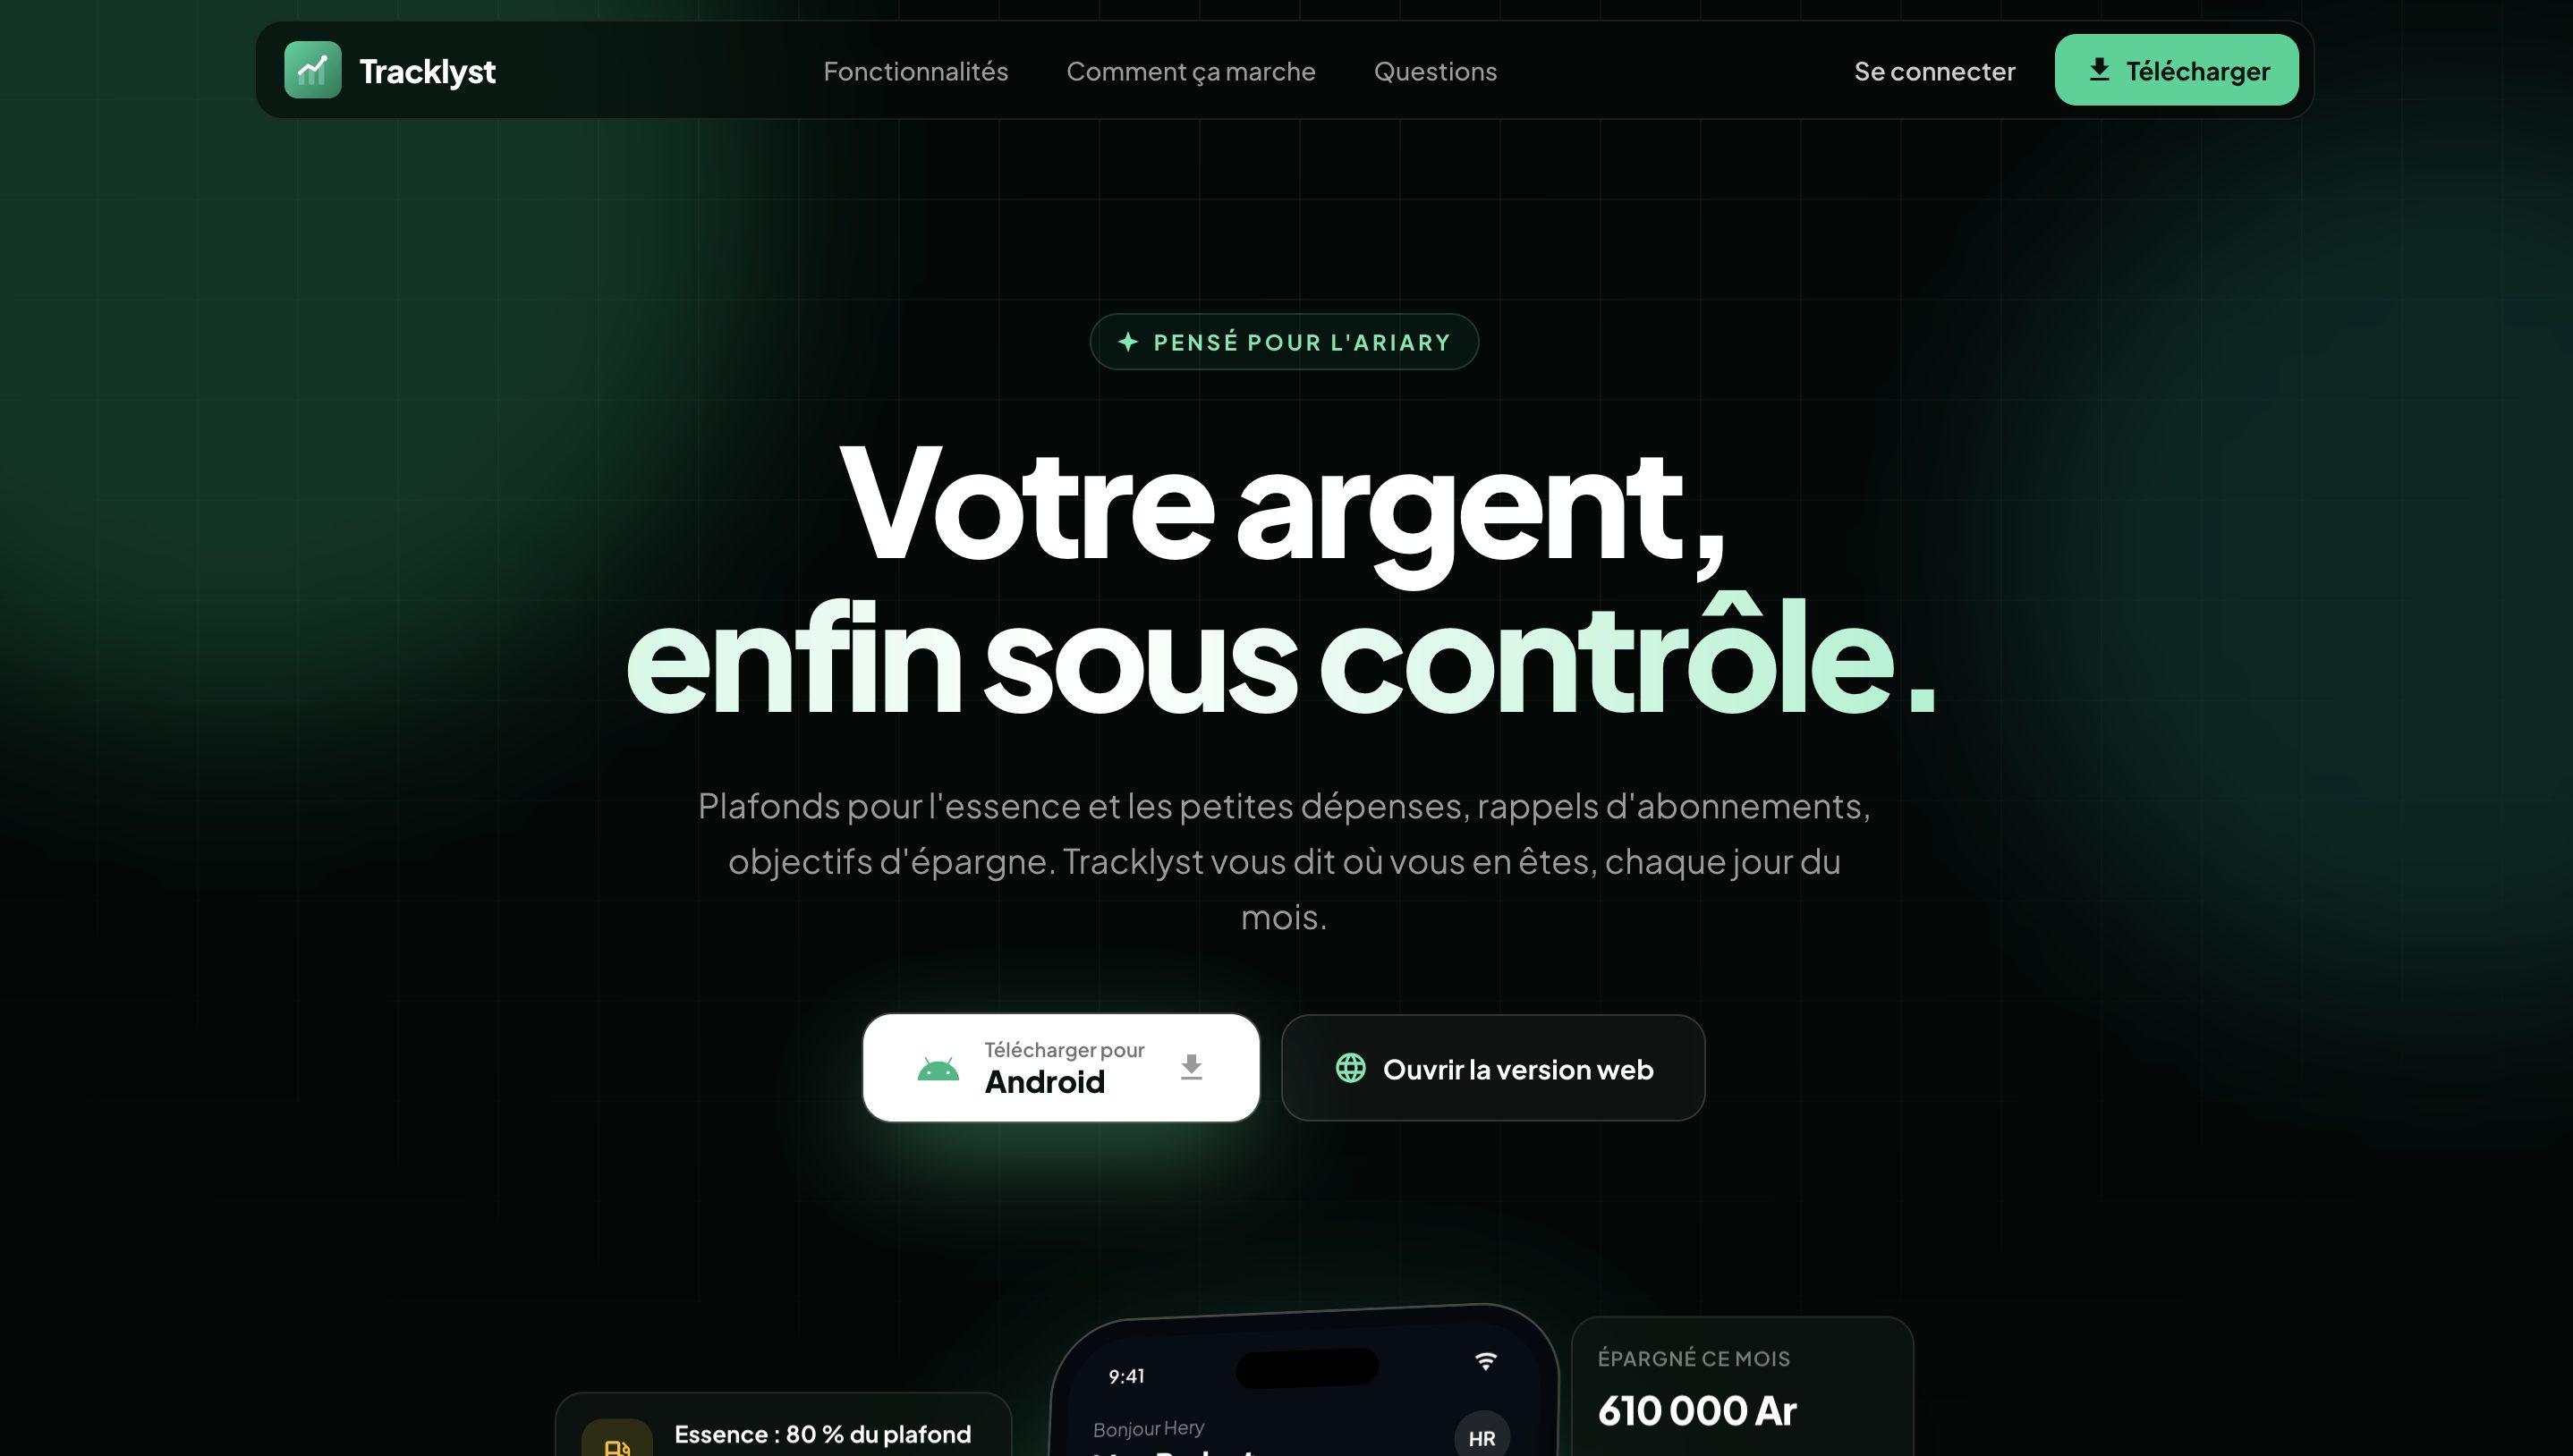 Tracklyst
Fonctionnalités
Comment ça marche
Questions
Se connecter
Télécharger
PENSÉ POUR L'ARIARY
Votre argent,
enfin sous contrôle.
Plafonds pour l'essence et les petites dépenses, rappels d'abonnements,
objectifs d'épargne. Tracklyst vous dit où vous en êtes, chaque jour du
mois.
Télécharger pour
Android
Ouvrir la version web
9:41
Bonjour Hery
HR
Essence : 80 % du plafond
ÉPARGNÉ CE MOIS
610 000 Ar